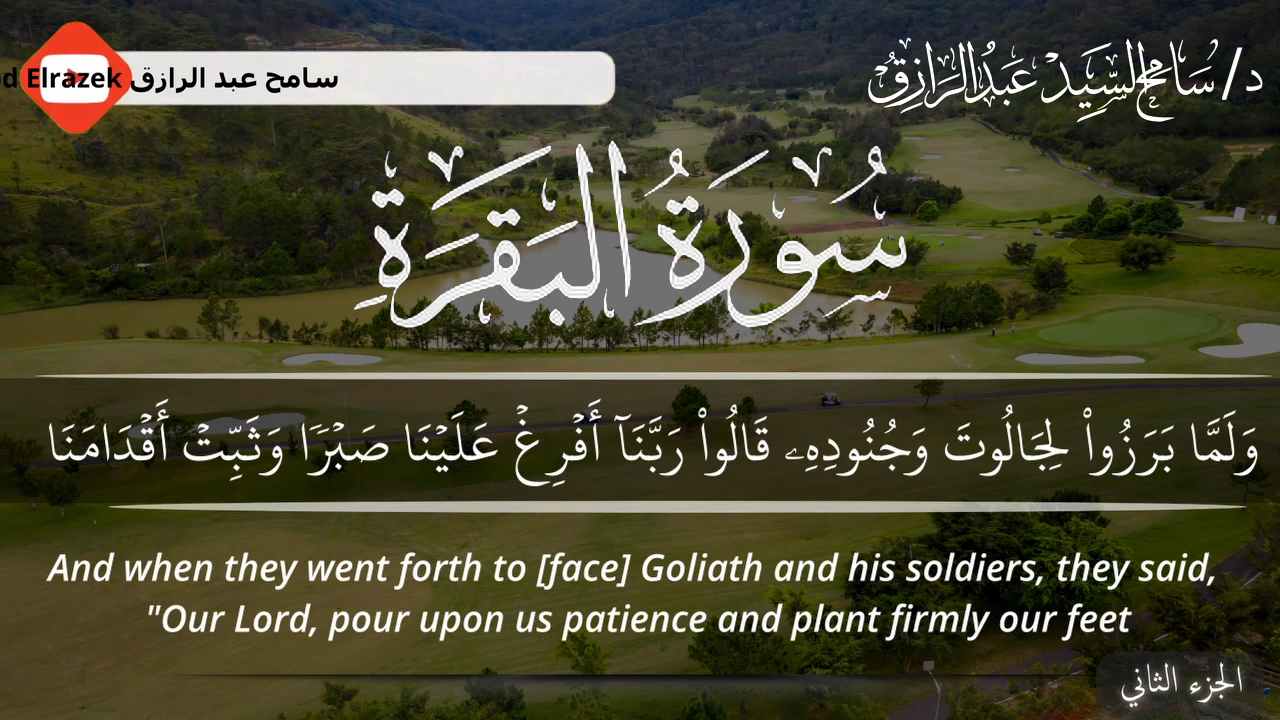 Elrazek سامح عبد الرازق
د/ سَامح السَّيِّد عَبْدُ الرَّازِق
سُورَةُ البَقَرَةِ
وَلَمَّا بَرَزُواْ لِجَالُوتَ وَجُنُودِهِۦ قَالُواْ رَبَّنَآ أَفۡرِغۡ عَلَيۡنَا صَبۡرٗا وَثَبِّتۡ أَقۡدَامَنَا
And when they went forth to [face] Goliath and his soldiers, they said,
"Our Lord, pour upon us patience and plant firmly our feet
الجزء الثاني